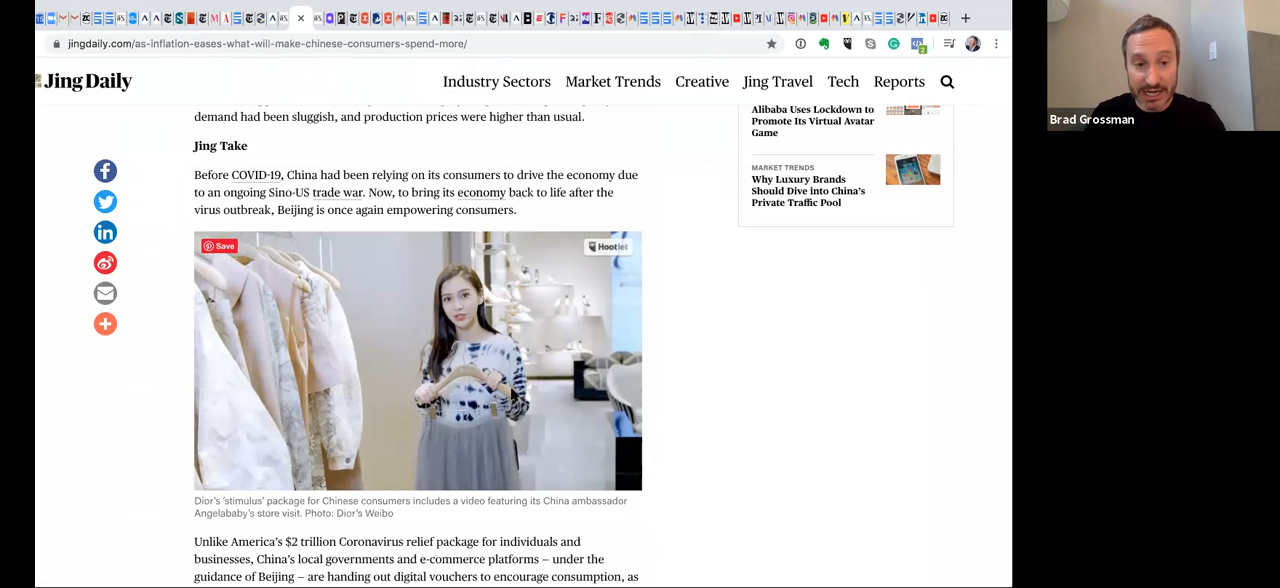 jingdaily.com/as-inflation-eases-what-will-make-chinese-consumers-spend-more/
2
Jing Daily
Industry Sectors Market Trends Creative Jing Travel Tech Reports
demand had been sluggish, and production prices were higher than usual.
Jing Take
Before COVID-19, China had been relying on its consumers to drive the economy due
to an ongoing Sino-US trade war. Now, to bring its economy back to life after the
virus outbreak, Beijing is once again empowering consumers.
Save
Hootlet
Dior's 'stimulus' package for Chinese consumers includes a video featuring its China ambassador
Angelababy's store visit. Photo: Dior's Weibo
Unlike America's $2 trillion Coronavirus relief package for individuals and
businesses, China's local governments and e-commerce platforms – under the
guidance of Beijing – are handing out digital vouchers to encourage consumption, as
Alibaba Uses Lockdown to
Promote Its Virtual Avatar
Game
MARKET TRENDS
Why Luxury Brands
Should Dive into China's
Private Traffic Pool
Brad Grossman